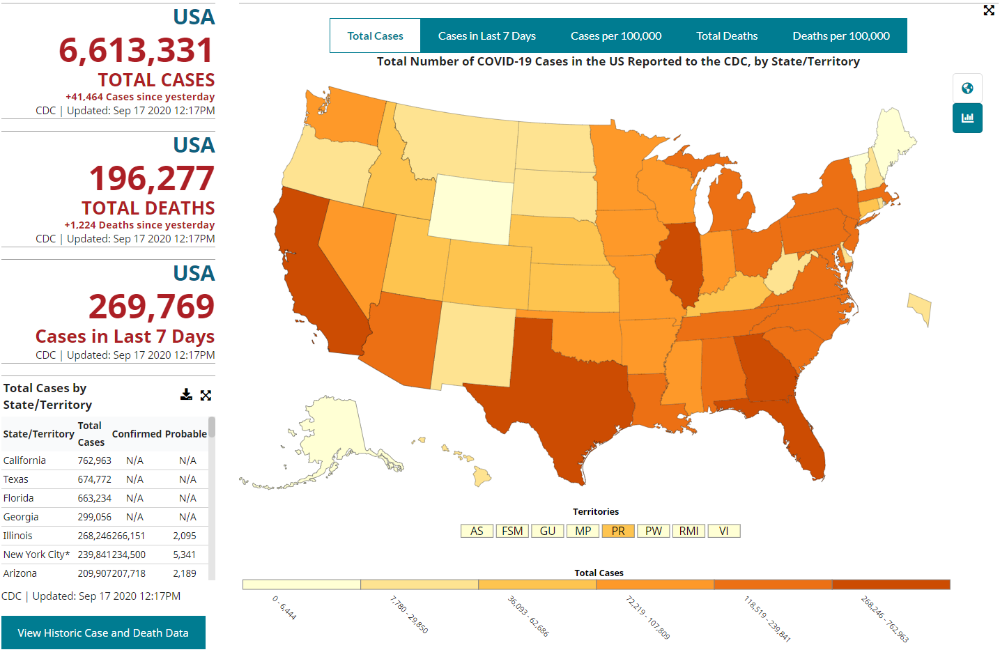 USA
6,613,331
TOTAL CASES
+41,464 Cases since yesterday
CDC | Updated: Sep 17 2020 12:17PM
USA
196,277
TOTAL DEATHS
+1,224 Deaths since yesterday
CDC | Updated: Sep 17 2020 12:17PM
USA
269,769
Cases in Last 7 Days
CDC | Updated: Sep 17 2020 12:17PM
Total Cases by
State/Territory
State/Territory Total Cases Confirmed Probable
California 762,963 N/A N/A
Texas 674,772 N/A N/A
Florida 663,234 N/A N/A
Georgia 299,056 N/A N/A
Illinois 268,246 266,151 2,095
New York City* 239,841 234,500 5,341
Arizona 209,907 207,718 2,189
CDC | Updated: Sep 17 2020 12:17PM
View Historic Case and Death Data
Total Cases Cases in Last 7 Days Cases per 100,000 Total Deaths Deaths per 100,000
Total Number of COVID-19 Cases in the US Reported to the CDC, by State/Territory
Territories
AS FSM GU MP PR PW RMI VI
Total Cases
0 - 6,444
7,780 - 29,850
36,093 - 62,686
72,219 - 107,809
118,519 - 239,841
268,246 - 762,963